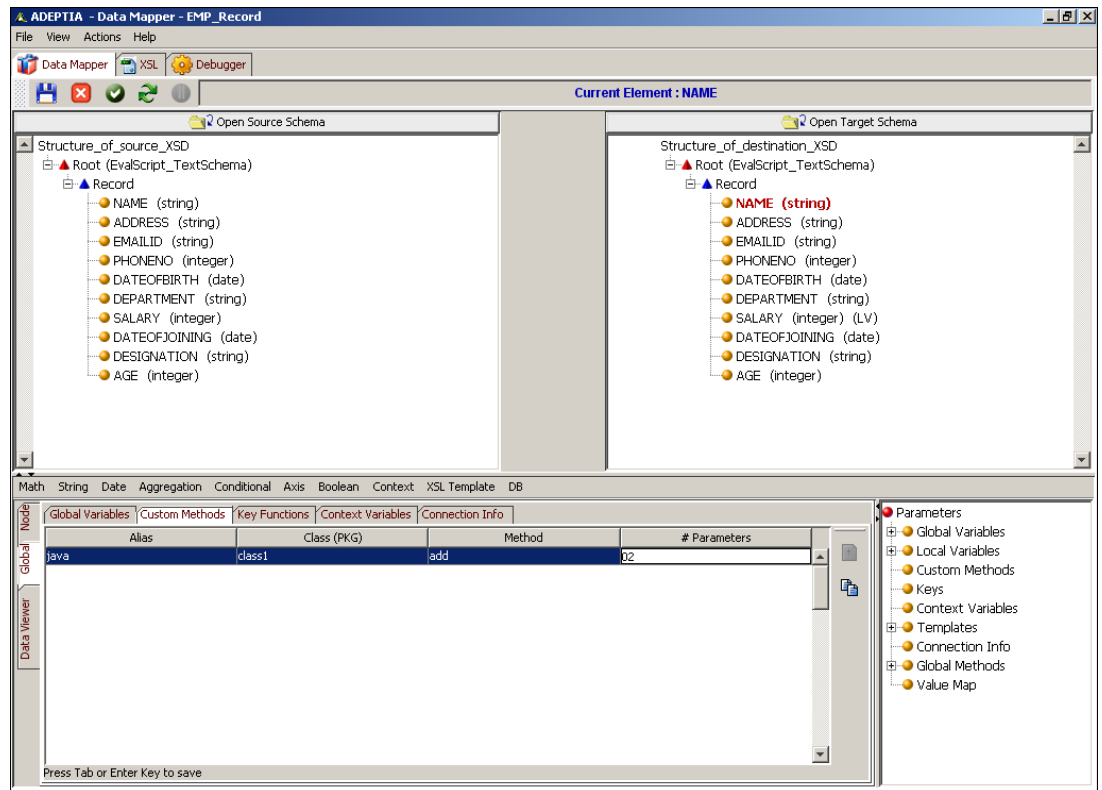 ADEPTIA - Data Mapper - EMP_Record
File View Actions Help
Data Mapper XSL Debugger
Current Element : NAME
Open Source Schema
Structure_of_source_XSD
Root (EvalScript_TextSchema)
Record
NAME (string)
ADDRESS (string)
EMAILID (string)
PHONENO (integer)
DATEOFBIRTH (date)
DEPARTMENT (string)
SALARY (integer)
DATEOFJOINING (date)
DESIGNATION (string)
AGE (integer)
Open Target Schema
Structure_of_destination_XSD
Root (EvalScript_TextSchema)
Record
NAME (string)
ADDRESS (string)
EMAILID (string)
PHONENO (integer)
DATEOFBIRTH (date)
DEPARTMENT (string)
SALARY (integer) (LV)
DATEOFJOINING (date)
DESIGNATION (string)
AGE (integer)
Math String Date Aggregation Conditional Axis Boolean Context XSL Template DB
Node
Global
Data Viewer
Global Variables Custom Methods Key Functions Context Variables Connection Info
Alias Class (PKG) Method # Parameters
java class1 add 02
Press Tab or Enter Key to save
Parameters
Global Variables
Local Variables
Custom Methods
Keys
Context Variables
Templates
Connection Info
Global Methods
Value Map